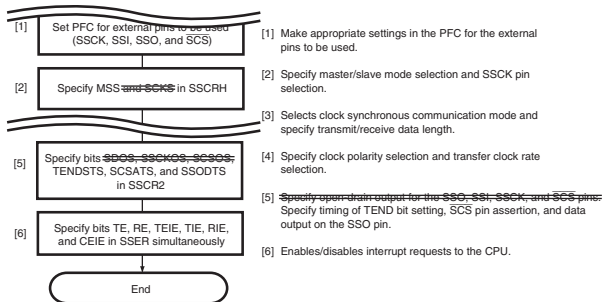 [1]
Set PFC for external pins to be used
(SSCK, SSI, SSO, and SCS)
[2]
Specify MSS and SCKS in SSCRH
[5]
Specify bits SDOS, SSCKOS, SCSOS,
TENDSTS, SCSATS, and SSODTS
in SSCR2
[6]
Specify bits TE, RE, TEIE, TIE, RIE,
and CEIE in SSER simultaneously
End
[1] Make appropriate settings in the PFC for the external
pins to be used.
[2] Specify master/slave mode selection and SSCK pin
selection.
[3] Selects clock synchronous communication mode and
specify transmit/receive data length.
[4] Specify clock polarity selection and transfer clock rate
selection.
[5] Specify open-drain output for the SSO, SSI, SSCK, and SCS pins.
Specify timing of TEND bit setting, SCS pin assertion, and data
output on the SSO pin.
[6] Enables/disables interrupt requests to the CPU.